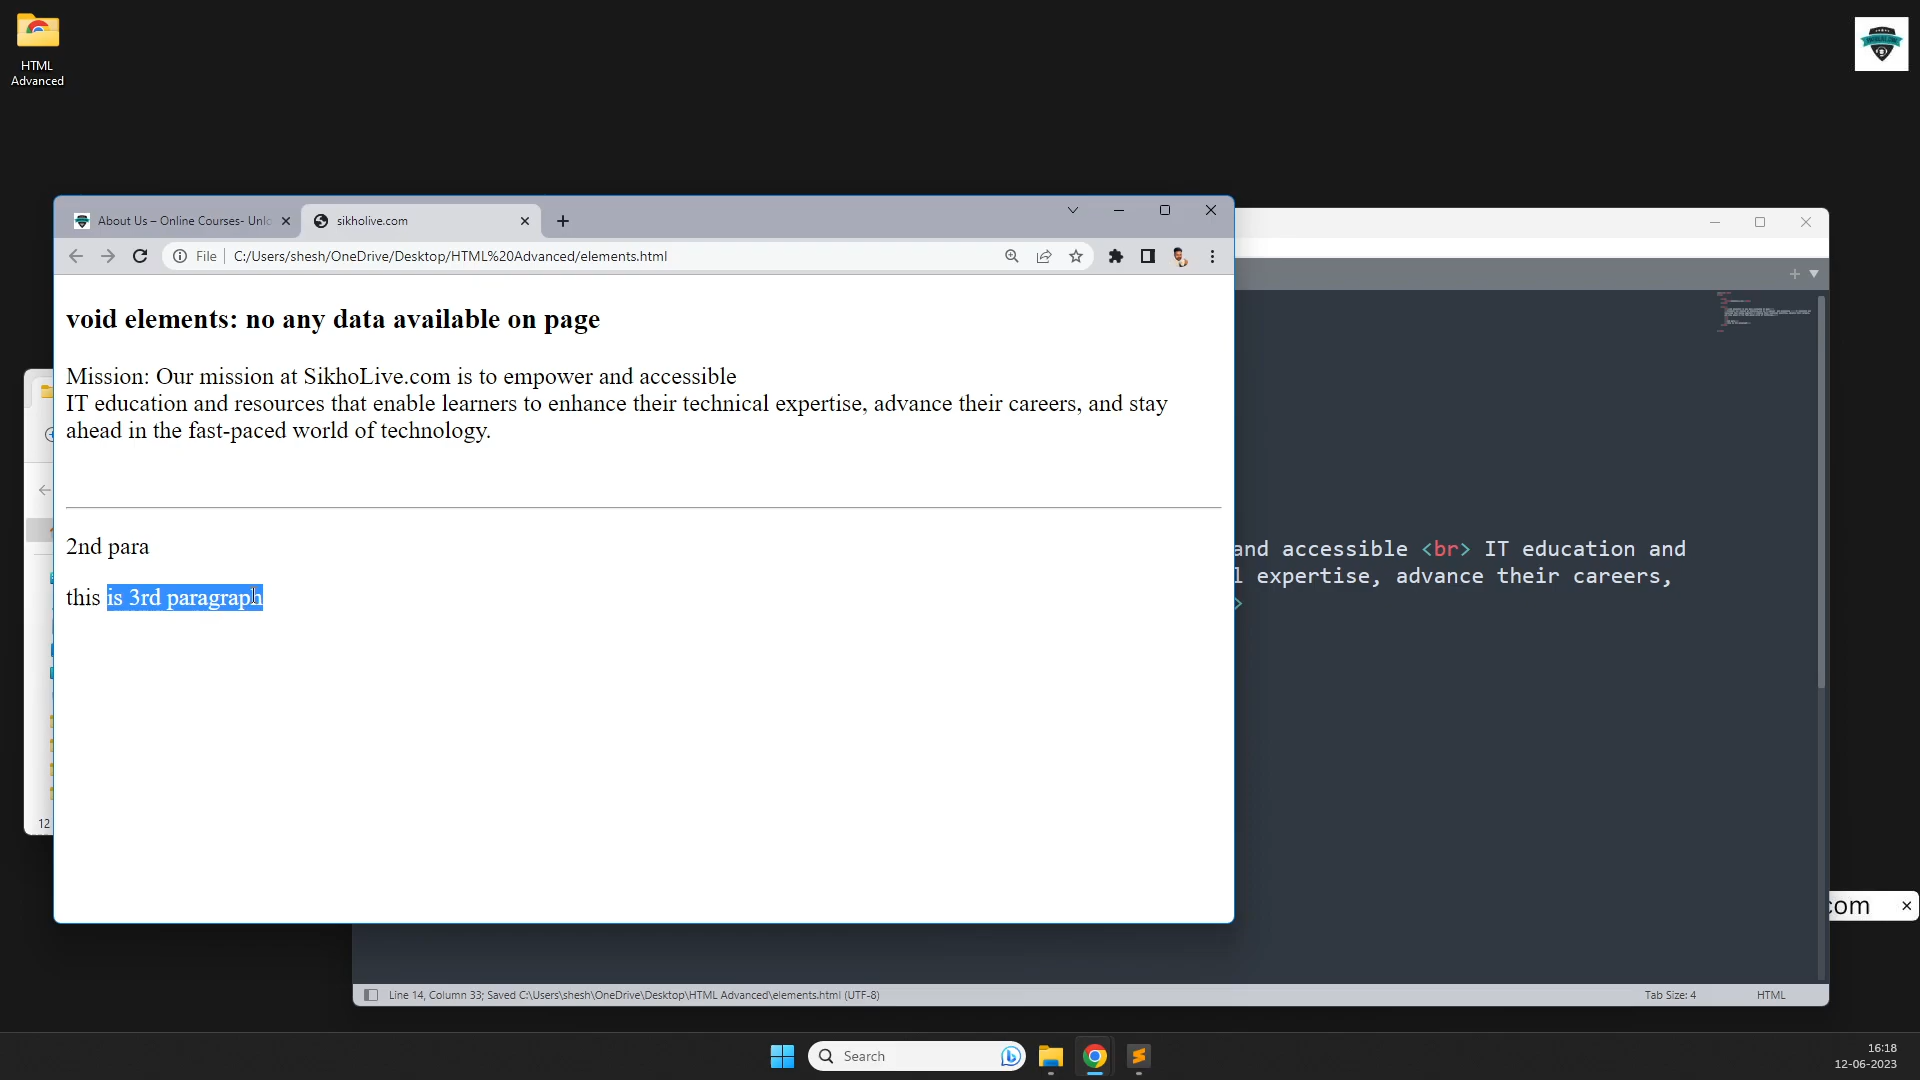 HTML
Advanced
About Us – Online Courses- Unlo
sikholive.com
File
C:/Users/shesh/OneDrive/Desktop/HTML%20Advanced/elements.html
void elements: no any data available on page
Mission: Our mission at SikhoLive.com is to empower and accessible
IT education and resources that enable learners to enhance their technical expertise, advance their careers, and stay
ahead in the fast-paced world of technology.
2nd para
this is 3rd paragraph
and accessible <br> IT education and
l expertise, advance their careers,
>
12
.com
Line 14, Column 33; Saved C:\Users\shesh\OneDrive\Desktop\HTML Advanced\elements.html (UTF-8)
Tab Size: 4
HTML
Search
16:18
12-06-2023